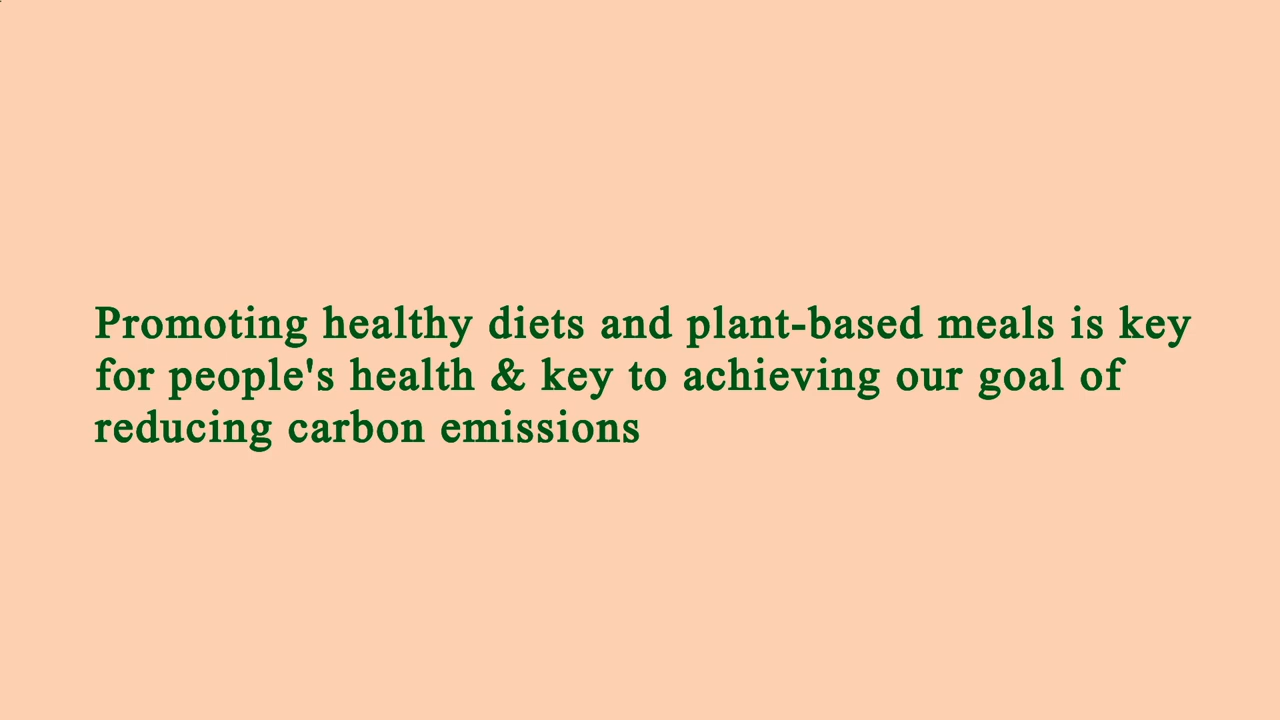 Promoting healthy diets and plant-based meals is key
for people's health & key to achieving our goal of
reducing carbon emissions